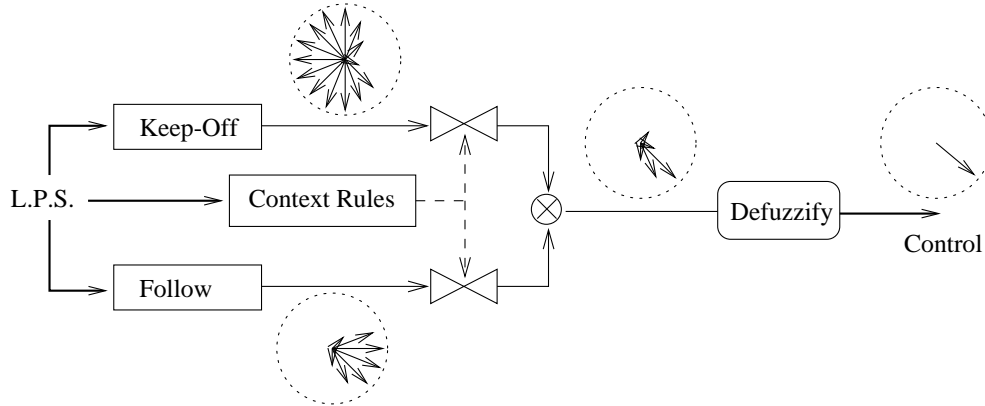 Keep-Off
L.P.S.
Context Rules
Defuzzify
Control
Follow